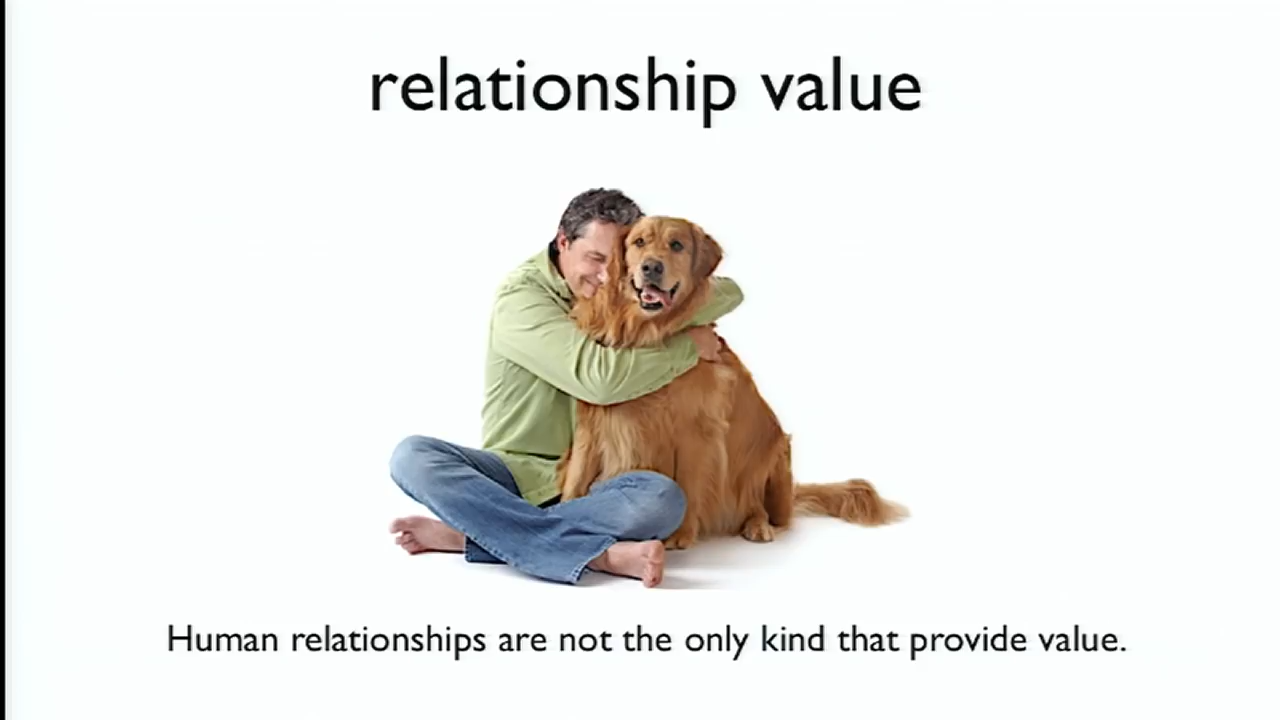 relationship value
Human relationships are not the only kind that provide value.